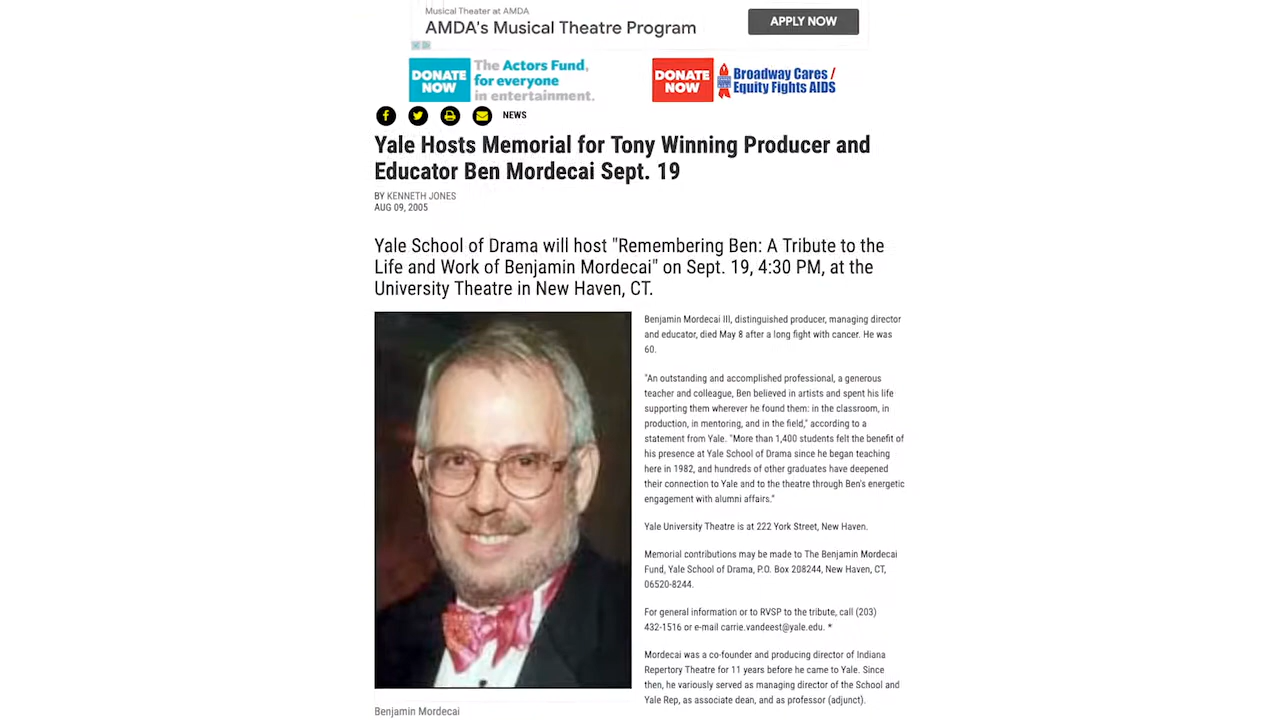 Musical Theater at AMDA
AMDA's Musical Theatre Program
APPLY NOW
DONATE
NOW
The Actors Fund,
for everyone
in entertainment.
DONATE
NOW
Broadway Cares /
Equity Fights AIDS
NEWS
Yale Hosts Memorial for Tony Winning Producer and
Educator Ben Mordecai Sept. 19
BY KENNETH JONES
AUG 09, 2005
Yale School of Drama will host "Remembering Ben: A Tribute to the
Life and Work of Benjamin Mordecai" on Sept. 19, 4:30 PM, at the
University Theatre in New Haven, CT.
Benjamin Mordecai III, distinguished producer, managing director
and educator, died May 8 after a long fight with cancer. He was
60.
"An outstanding and accomplished professional, a generous
teacher and colleague, Ben believed in artists and spent his life
supporting them wherever he found them: in the classroom, in
production, in mentoring, and in the field," according to a
statement from Yale. "More than 1,400 students felt the benefit of
his presence at Yale School of Drama since he began teaching
here in 1982, and hundreds of other graduates have deepened
their connection to Yale and to the theatre through Ben's energetic
engagement with alumni affairs."
Yale University Theatre is at 222 York Street, New Haven.
Memorial contributions may be made to The Benjamin Mordecai
Fund, Yale School of Drama, P.O. Box 208244, New Haven, CT,
06520-8244.
For general information or to RVSP to the tribute, call (203)
432-1516 or e-mail carrie.vandeest@yale.edu. *
Mordecai was a co-founder and producing director of Indiana
Repertory Theatre for 11 years before he came to Yale. Since
then, he variously served as managing director of the School and
Yale Rep, as associate dean, and as professor (adjunct).
Benjamin Mordecai